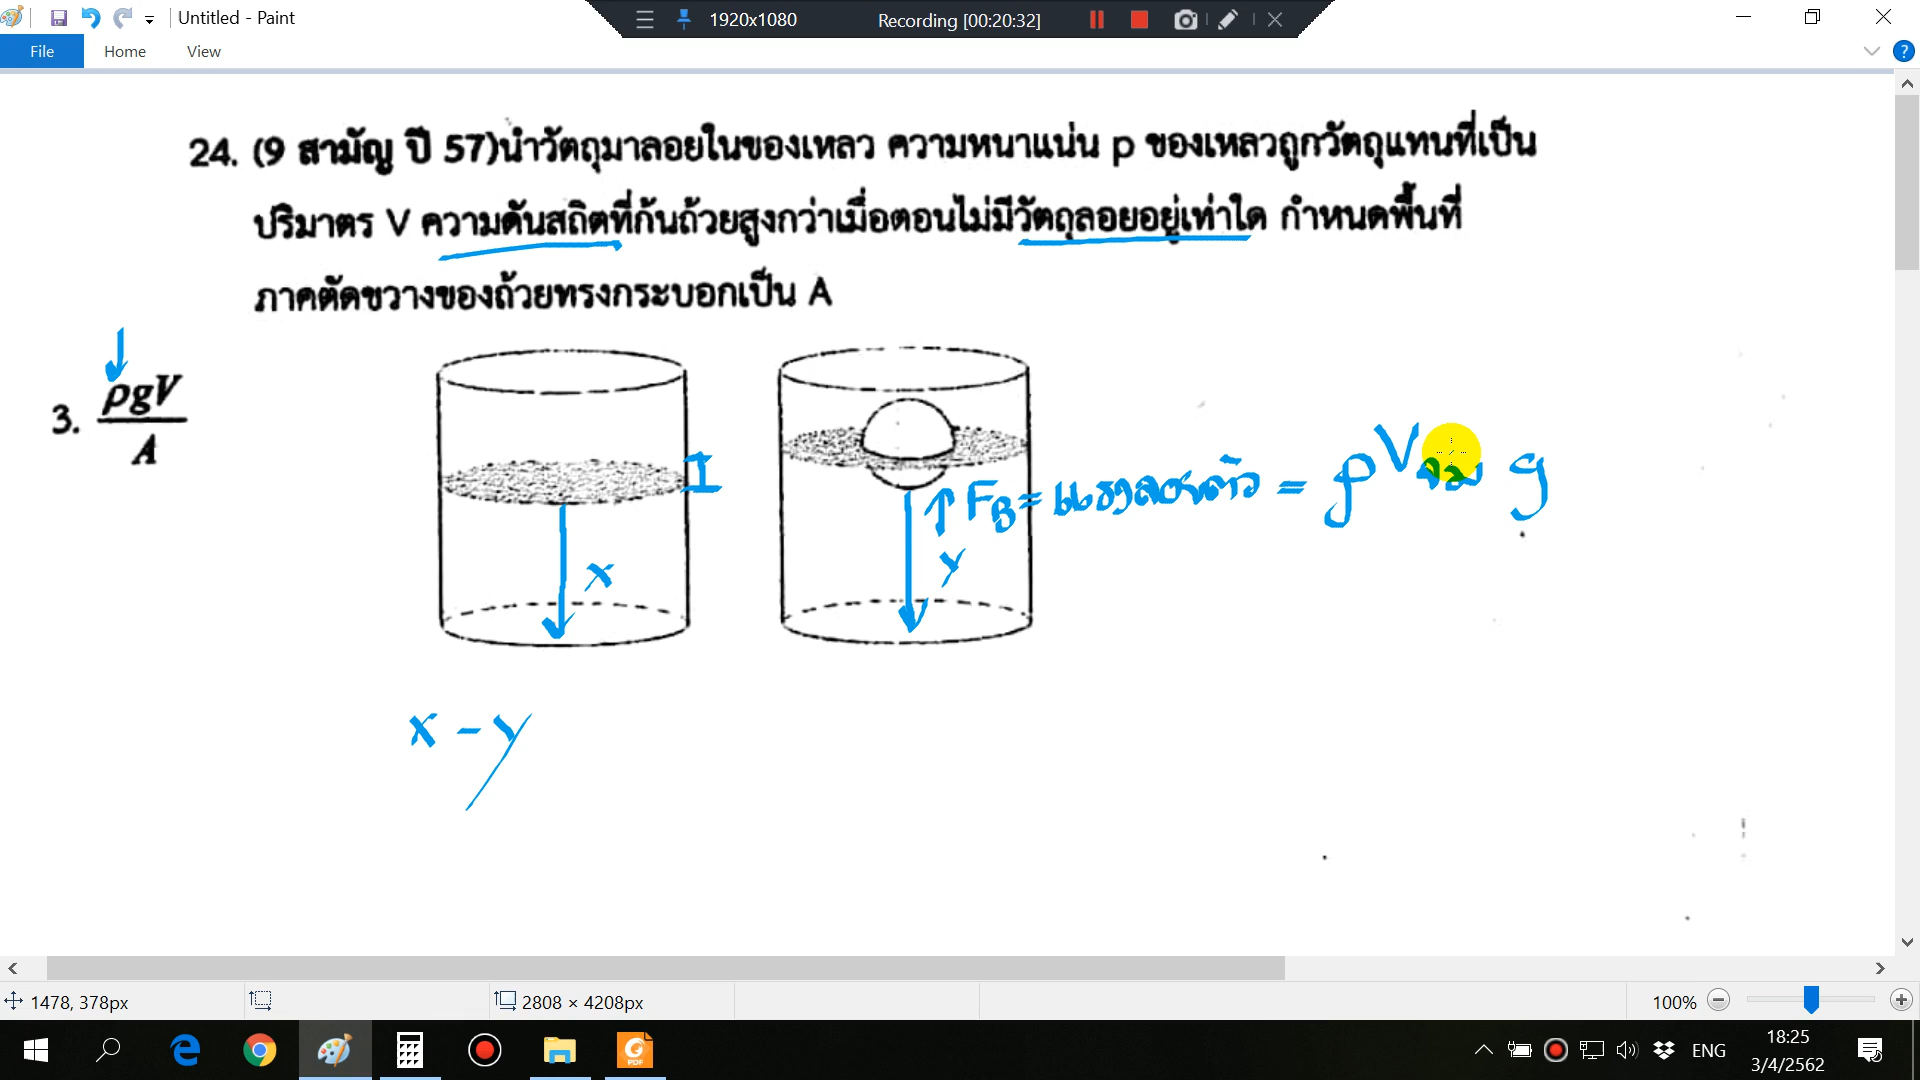 Untitled - Paint
1920x1080
Recording [00:20:32]
File
Home
View
24. (9 สามัญ ปี 57)นำวัตถุมาลอยในของเหลว ความหนาแน่น p ของเหลวถูกวัตถุแทนที่เป็น
ปริมาตร V ความดันสถิตที่ก้นถ้วยสูงกว่าเมื่อตอนไม่มีวัตถุลอยอยู่เท่าใด กำหนดพื้นที่
ภาคตัดขวางของถ้วยทรงกระบอกเป็น A
3. ρgV
A
I
↑ F_B = แรงลอยตัว = ρ V จม g
x
y
x - y
1478, 378px
2808 × 4208px
100%
PDF
ENG
18:25
3/4/2562